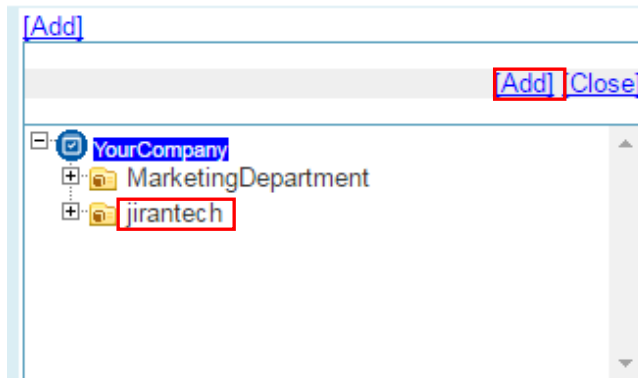 [Add]
[Add] [Close]
YourCompany
MarketingDepartment
jirantech